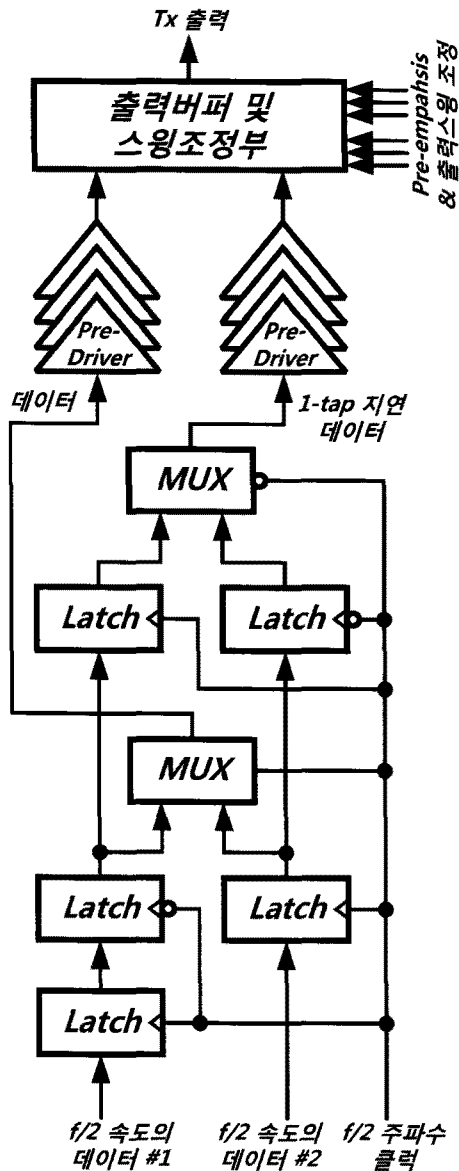 Tx 출력
출력버퍼 및
스윙조정부
Pre-empahsis
& 출력스윙 조정
Pre-
Driver
Pre-
Driver
데이터
1-tap 지연
데이터
MUX
Latch
Latch
MUX
Latch
Latch
Latch
f/2 속도의
데이터 #1
f/2 속도의
데이터 #2
f/2 주파수
클럭